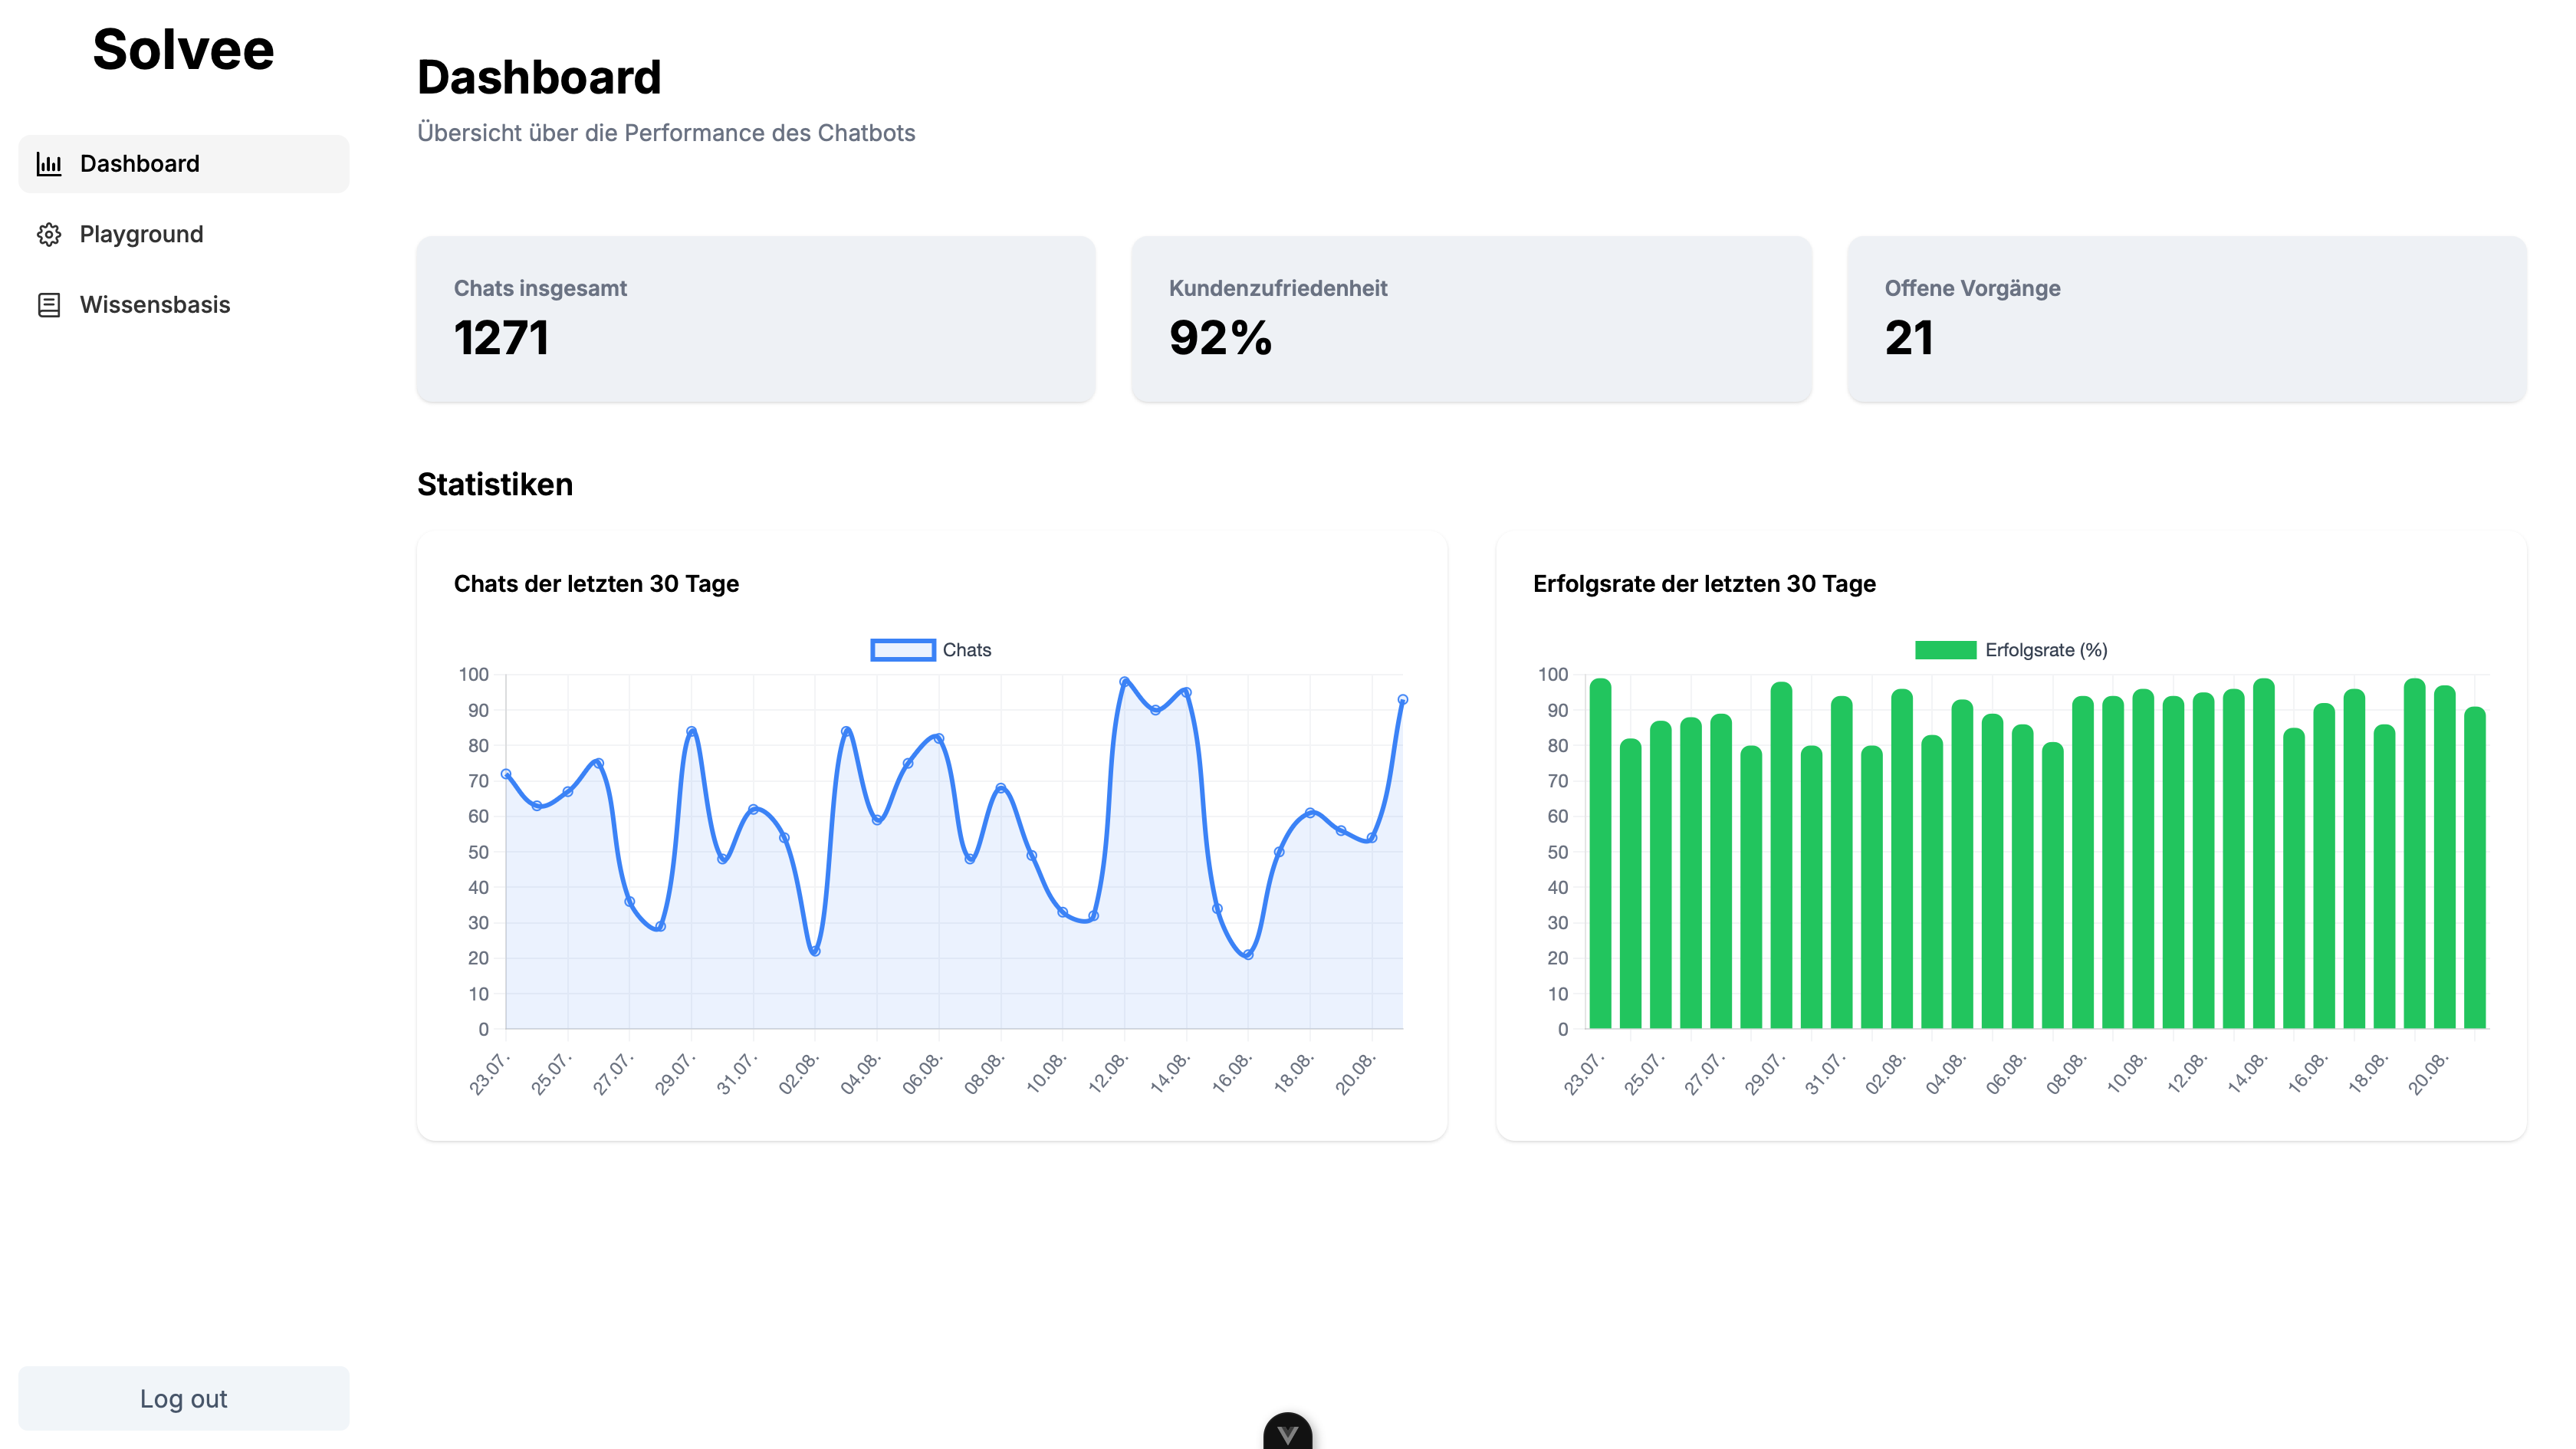 Solvee
Dashboard
Playground
Wissensbasis
Log out
Dashboard
Übersicht über die Performance des Chatbots
Chats insgesamt
1271
Kundenzufriedenheit
92%
Offene Vorgänge
21
Statistiken
Chats der letzten 30 Tage
Chats
100
90
80
70
60
50
40
30
20
10
0
23.07. 25.07. 27.07. 29.07. 31.07. 02.08. 04.08. 06.08. 08.08. 10.08. 12.08. 14.08. 16.08. 18.08. 20.08.
Erfolgsrate der letzten 30 Tage
Erfolgsrate (%)
100
90
80
70
60
50
40
30
20
10
0
23.07. 25.07. 27.07. 29.07. 31.07. 02.08. 04.08. 06.08. 08.08. 10.08. 12.08. 14.08. 16.08. 18.08. 20.08.